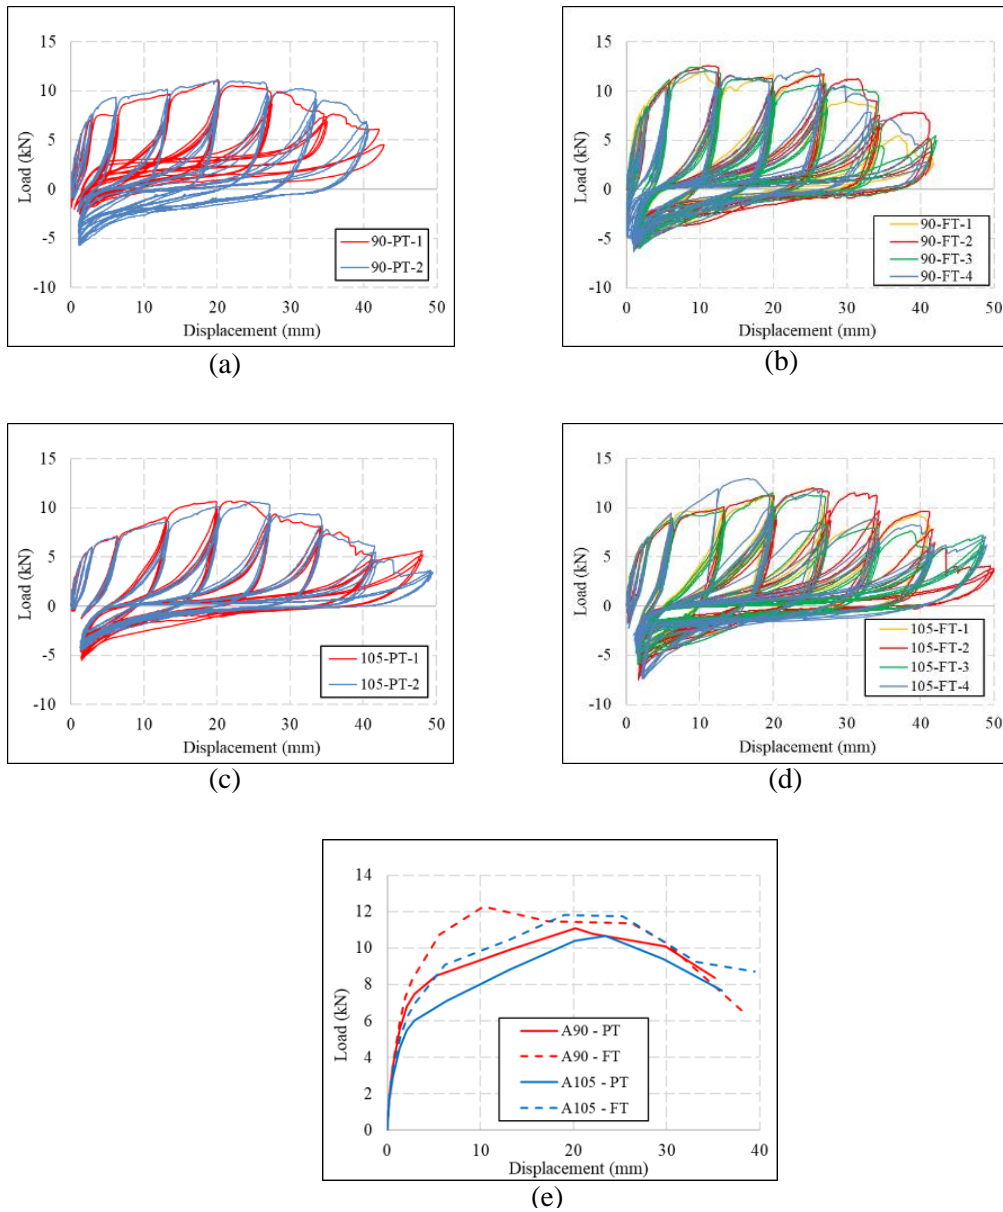 15
10
5
0
-5
-10
Load (kN)
0 10 20 30 40 50
Displacement (mm)
90-PT-1
90-PT-2
(a)
15
10
5
0
-5
-10
Load (kN)
0 10 20 30 40 50
Displacement (mm)
90-FT-1
90-FT-2
90-FT-3
90-FT-4
(b)
15
10
5
0
-5
-10
Load (kN)
0 10 20 30 40 50
Displacement (mm)
105-PT-1
105-PT-2
(c)
15
10
5
0
-5
-10
Load (kN)
0 10 20 30 40 50
Displacement (mm)
105-FT-1
105-FT-2
105-FT-3
105-FT-4
(d)
14
12
10
8
6
4
2
0
Load (kN)
0 10 20 30 40
Displacement (mm)
A90 - PT
A90 - FT
A105 - PT
A105 - FT
(e)